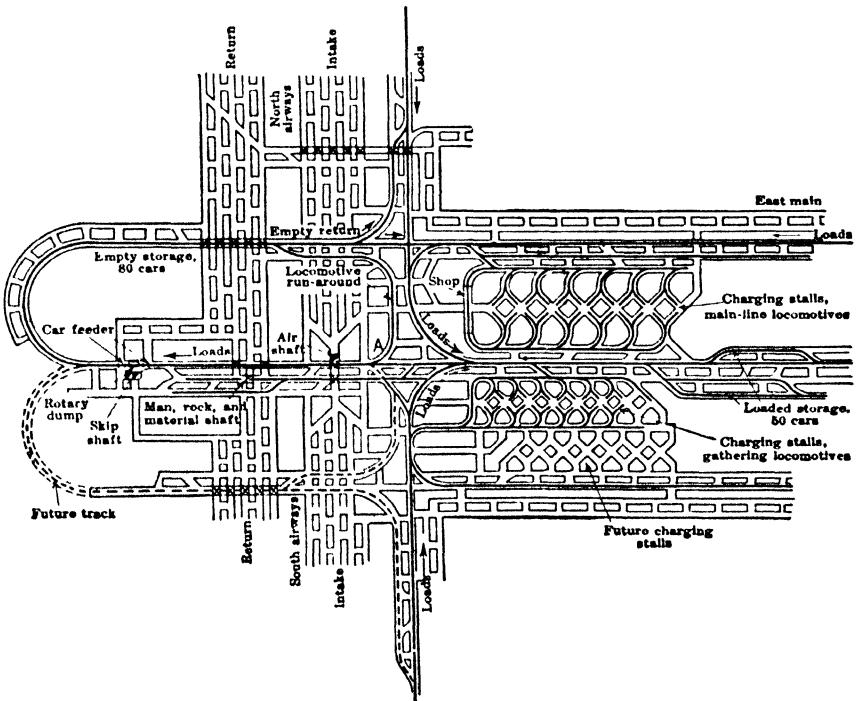 Return
Intake
Loads
North
airways
East main
Empty return
Loads
Empty storage,
80 cars
Locomotive
run-around
Shop
Charging stalls,
main-line locomotives
Car feeder
Loads
Air
shaft
A
Loads
Rotary
dump
Skip
shaft
Man, rock, and
material shaft
Loads
Loaded storage,
50 cars
Charging stalls,
gathering locomotives
Future track
Return
South airways
Intake
Loads
Future charging
stalls